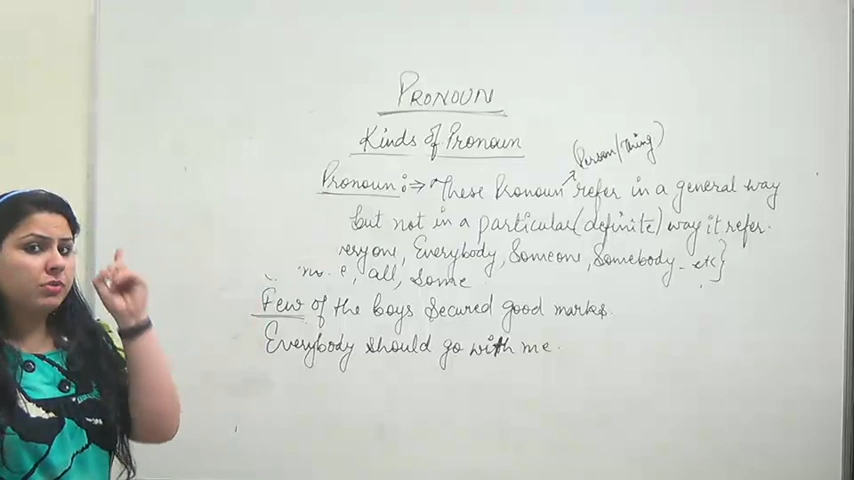 PRONOUN
Kinds of Pronoun
(Person/Thing)
Pronoun :⇒ These Pronoun refer in a general way
but not in a particular (definite) way it refer.
veryone, Everybody, Someone, Somebody - etc}
all, some
Few of the boys secured good marks.
Everybody should go with me.